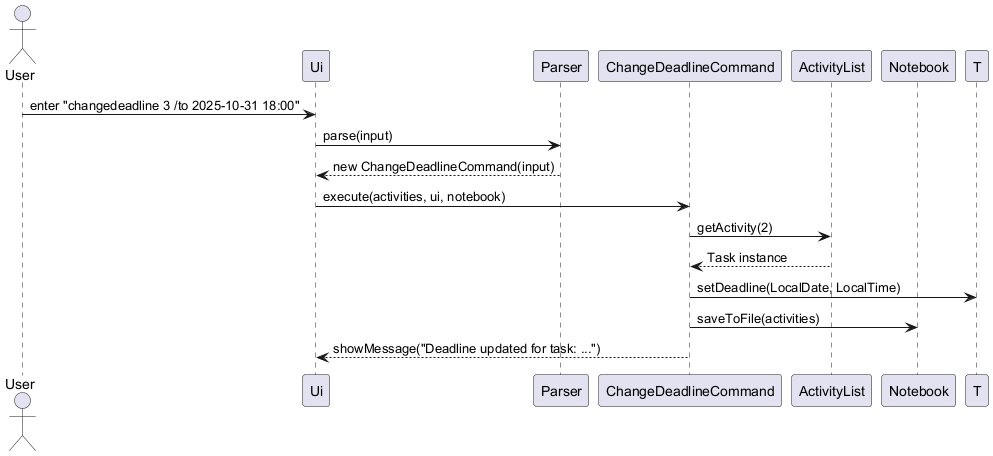 User
Ui
Parser
ChangeDeadlineCommand
ActivityList
Notebook
T
enter "changedeadline 3 /to 2025-10-31 18:00"
parse(input)
new ChangeDeadlineCommand(input)
execute(activities, ui, notebook)
getActivity(2)
Task instance
setDeadline(LocalDate, LocalTime)
saveToFile(activities)
showMessage("Deadline updated for task: ...")
User
Ui
Parser
ChangeDeadlineCommand
ActivityList
Notebook
T